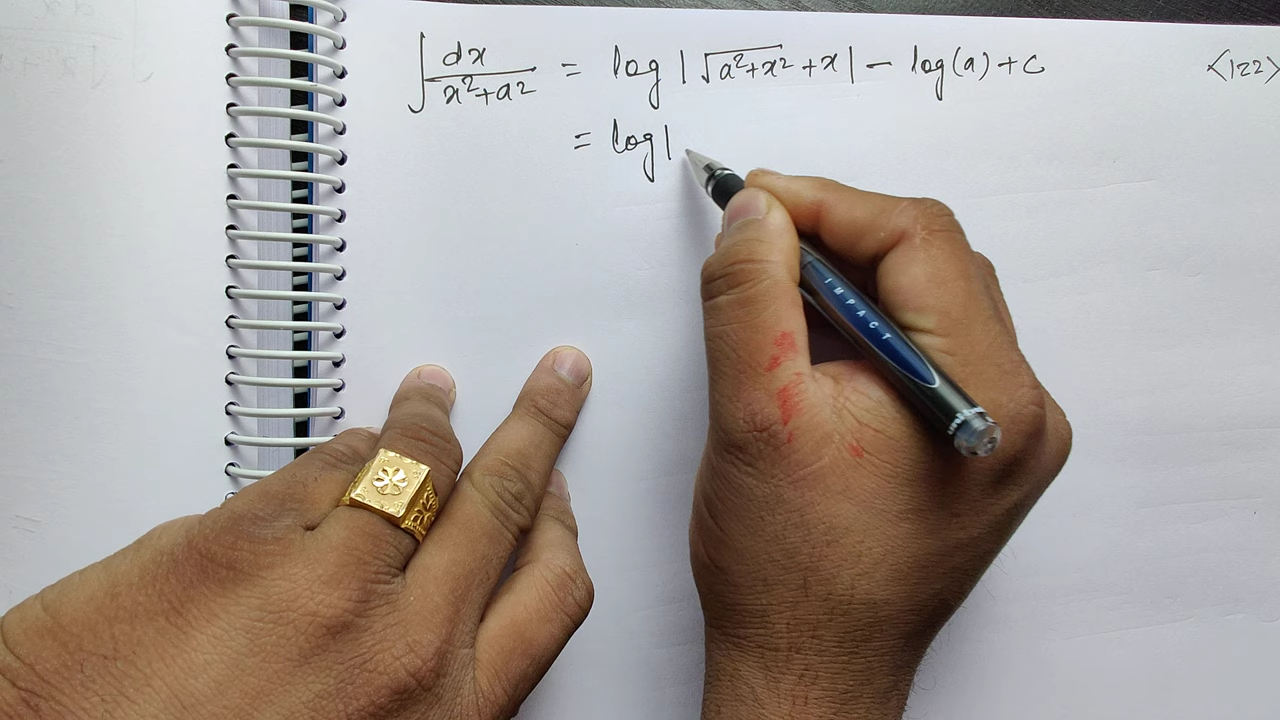 ∫ dx / x²+a² = log | √a²+x² + x | - log(a) + c <122>
= log |
IMPACT